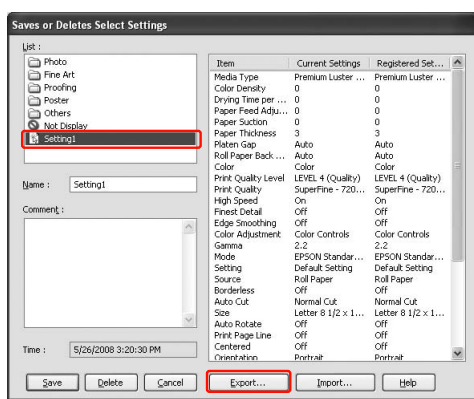 Saves or Deletes Select Settings
List :
Photo
Fine Art
Proofing
Poster
Others
Not Display
Setting1
Name : Setting1
Comment :
Time : 5/26/2008 3:20:30 PM
Item Current Settings Registered Set...
Media Type Premium Luster ... Premium Luster ...
Color Density 0 0
Drying Time per ... 0 0
Paper Feed Adju... 0 0
Paper Suction 0 0
Paper Thickness 3 3
Platen Gap Auto Auto
Roll Paper Back ... Auto Auto
Color Color Color
Print Quality Level LEVEL 4 (Quality) LEVEL 4 (Quality)
Print Quality SuperFine - 720... SuperFine - 720...
High Speed On On
Finest Detail Off Off
Edge Smoothing Off Off
Color Adjustment Color Controls Color Controls
Gamma 2.2 2.2
Mode EPSON Standar... EPSON Standar...
Setting Default Setting Default Setting
Source Roll Paper Roll Paper
Borderless Off Off
Auto Cut Normal Cut Normal Cut
Size Letter 8 1/2 x 1... Letter 8 1/2 x 1...
Auto Rotate Off Off
Print Page Line Off Off
Centered Off Off
Orientation Portrait Portrait
Save Delete Cancel Export... Import... Help